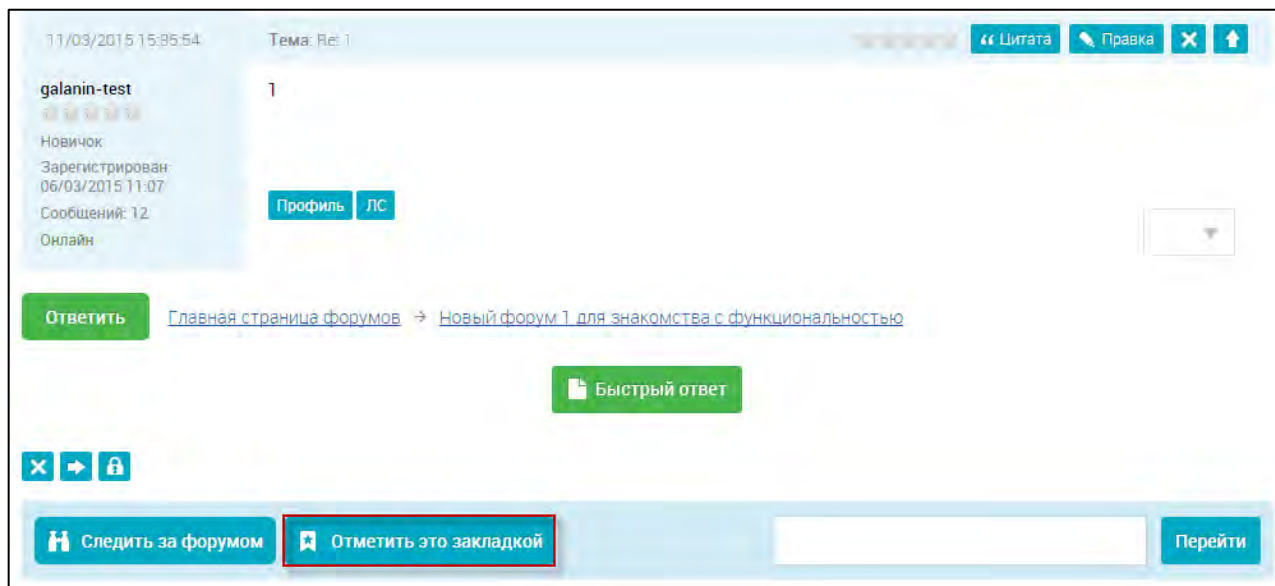 11/03/2015 15:35:54 Тема: Re: 1 Цитата Правка
galanin-test 1
Новичок
Зарегистрирован:
06/03/2015 11:07
Сообщений: 12
Профиль ЛС
Онлайн
Ответить Главная страница форумов → Новый форум 1 для знакомства с функциональностью
Быстрый ответ
Следить за форумом Отметить это закладкой Перейти